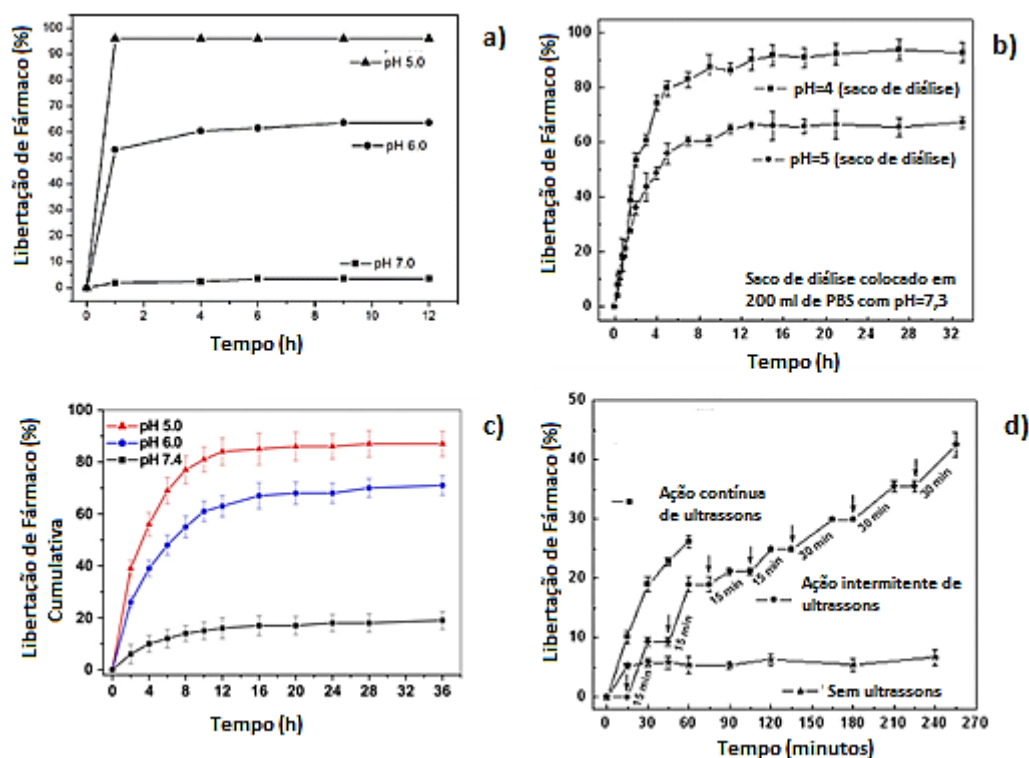 a)
Libertação de Fármaco (%)
100
90
80
70
60
50
40
30
20
10
0
pH 5.0
pH 6.0
pH 7.0
0 2 4 6 8 10 12
Tempo (h)
b)
Libertação de Fármaco (%)
100
80
60
40
20
0
pH=4 (saco de diálise)
pH=5 (saco de diálise)
Saco de diálise colocado em
200 ml de PBS com pH=7,3
0 4 8 12 16 20 24 28 32
Tempo (h)
c)
Libertação de Fármaco (%)
Cumulativa
100
80
60
40
20
0
pH 5.0
pH 6.0
pH 7.4
0 4 8 12 16 20 24 28 32 36
Tempo (h)
d)
Libertação de Fármaco (%)
50
40
30
20
10
0
Ação contínua
de ultrassons
15 min
15 min
15 min
15 min
30 min
30 min
30 min
Ação intermitente de
ultrassons
Sem ultrassons
0 30 60 90 120 150 180 210 240 270
Tempo (minutos)